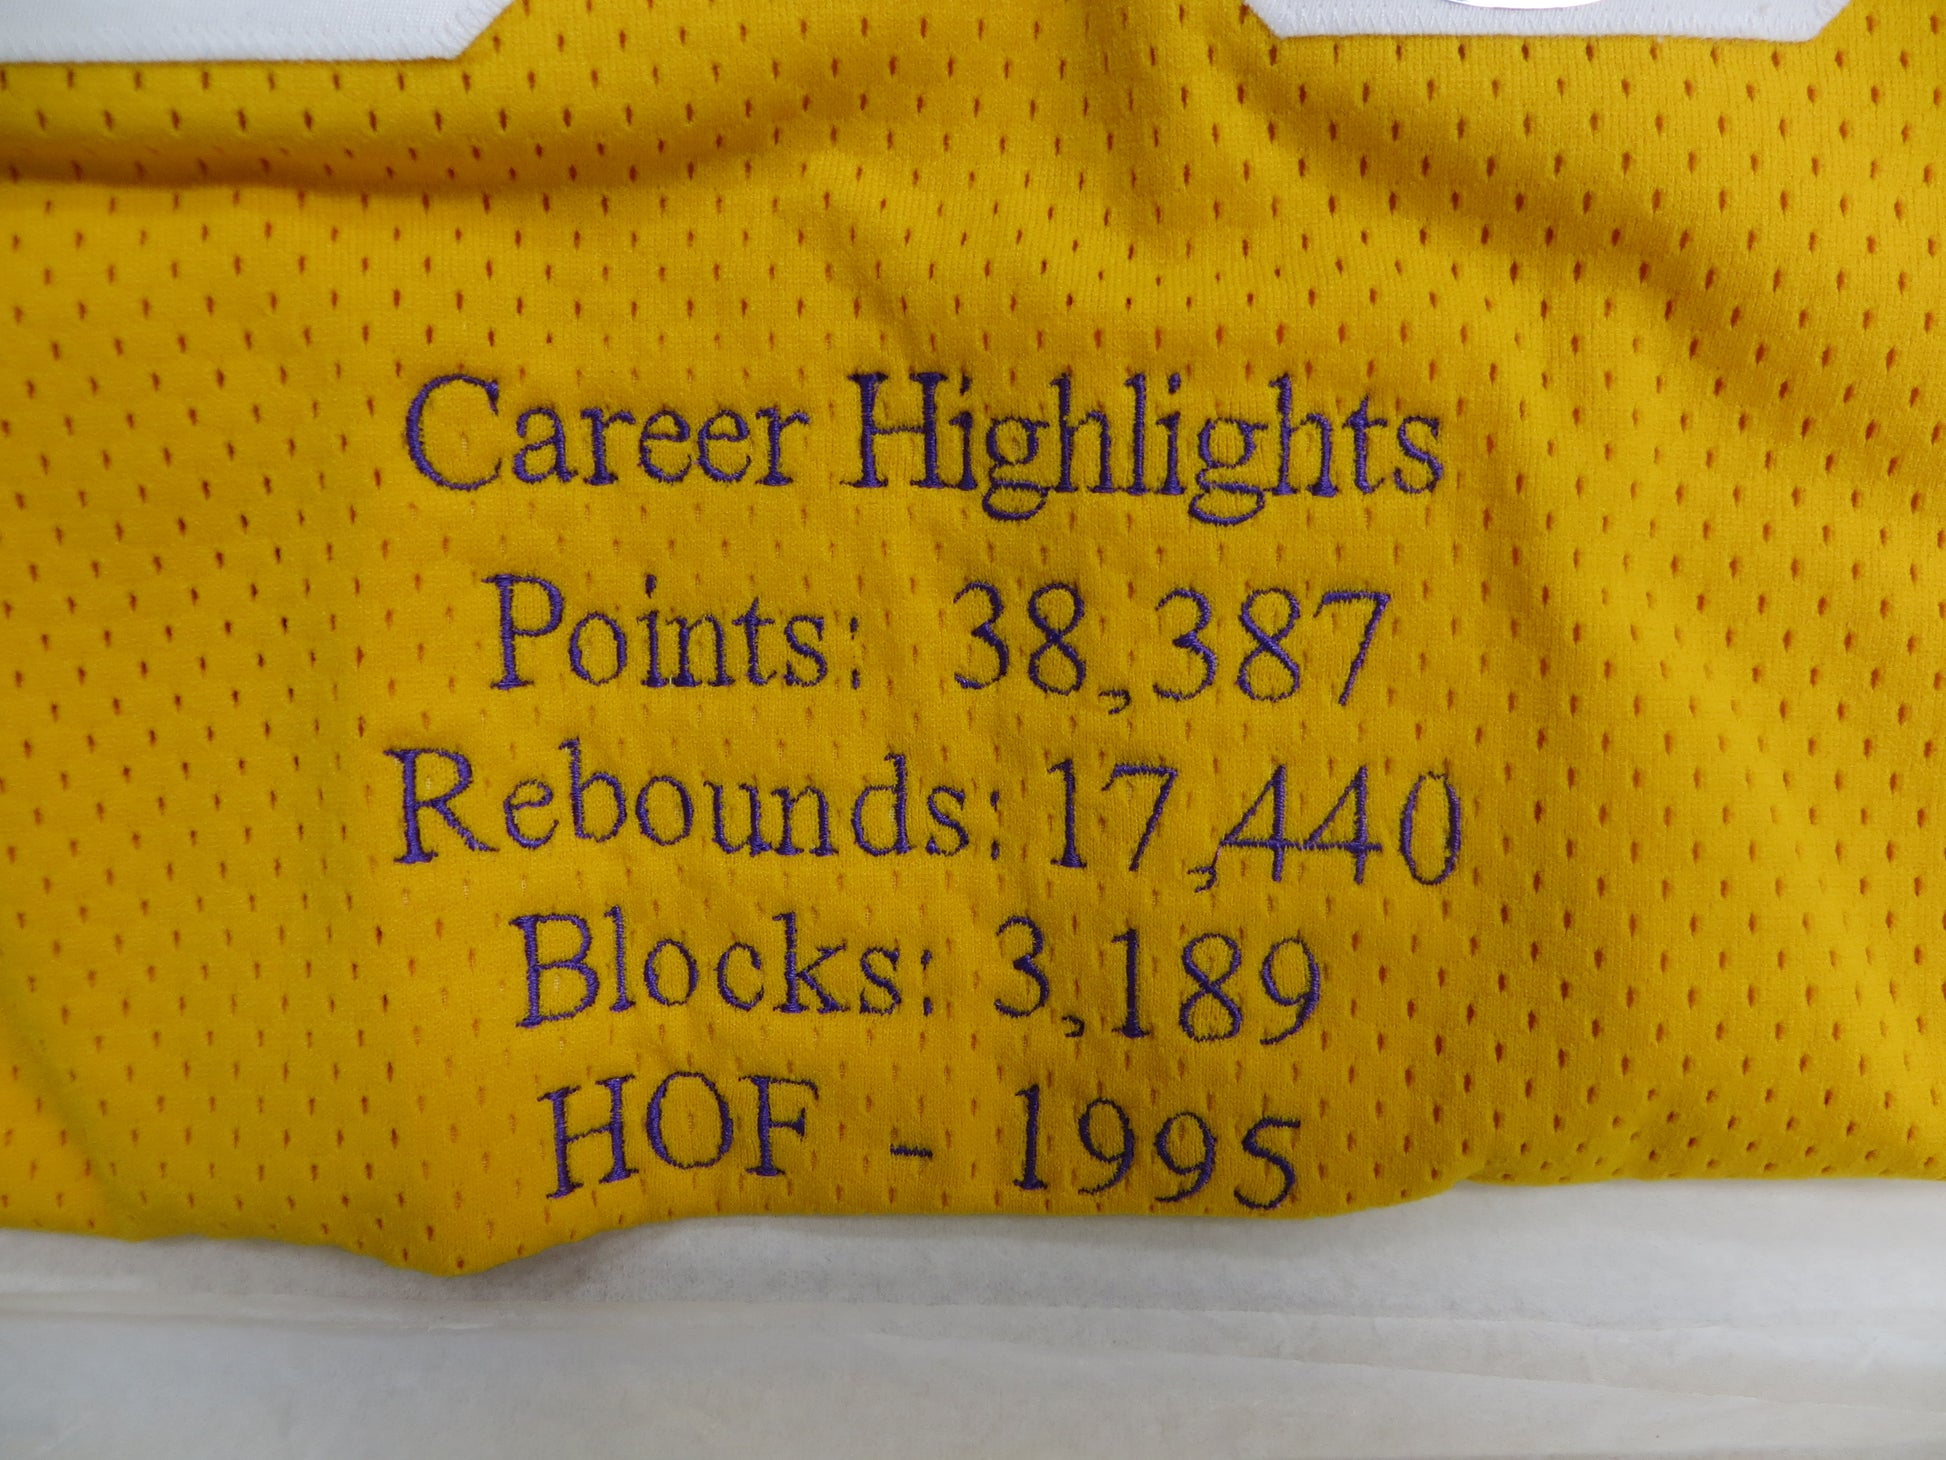 Career Highlights
Points: 38,387
Rebounds: 17,440
Blocks: 3,189
HOF - 1995